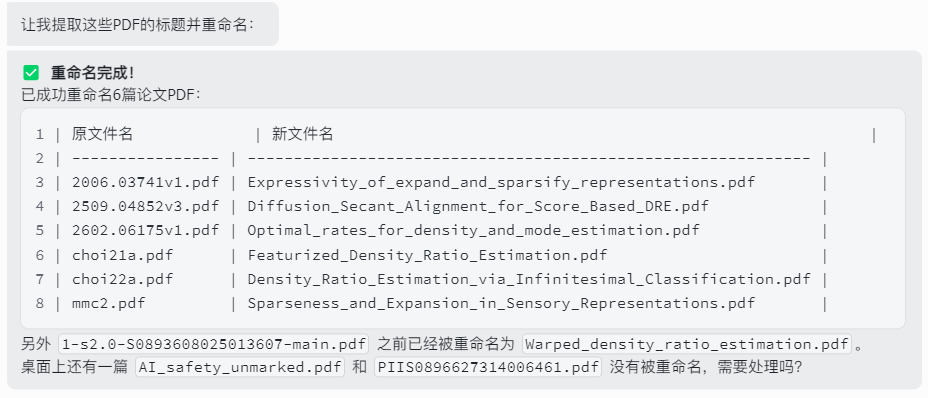 让我提取这些PDF的标题并重命名：
✅ 重命名完成！
已成功重命名6篇论文PDF：
1 | 原文件名 | 新文件名 |
2 | ---------------- | ------------------------------------------------------------- |
3 | 2006.03741v1.pdf | Expressivity_of_expand_and_sparsify_representations.pdf |
4 | 2509.04852v3.pdf | Diffusion_Secant_Alignment_for_Score_Based_DRE.pdf |
5 | 2602.06175v1.pdf | Optimal_rates_for_density_and_mode_estimation.pdf |
6 | choi21a.pdf | Featurized_Density_Ratio_Estimation.pdf |
7 | choi22a.pdf | Density_Ratio_Estimation_via_Infinitesimal_Classification.pdf |
8 | mmc2.pdf | Sparseness_and_Expansion_in_Sensory_Representations.pdf |
另外 1-s2.0-S0893608025013607-main.pdf 之前已经被重命名为 Warped_density_ratio_estimation.pdf。
桌面上还有一篇 AI_safety_unmarked.pdf 和 PIIS0896627314006461.pdf 没有被重命名，需要处理吗？